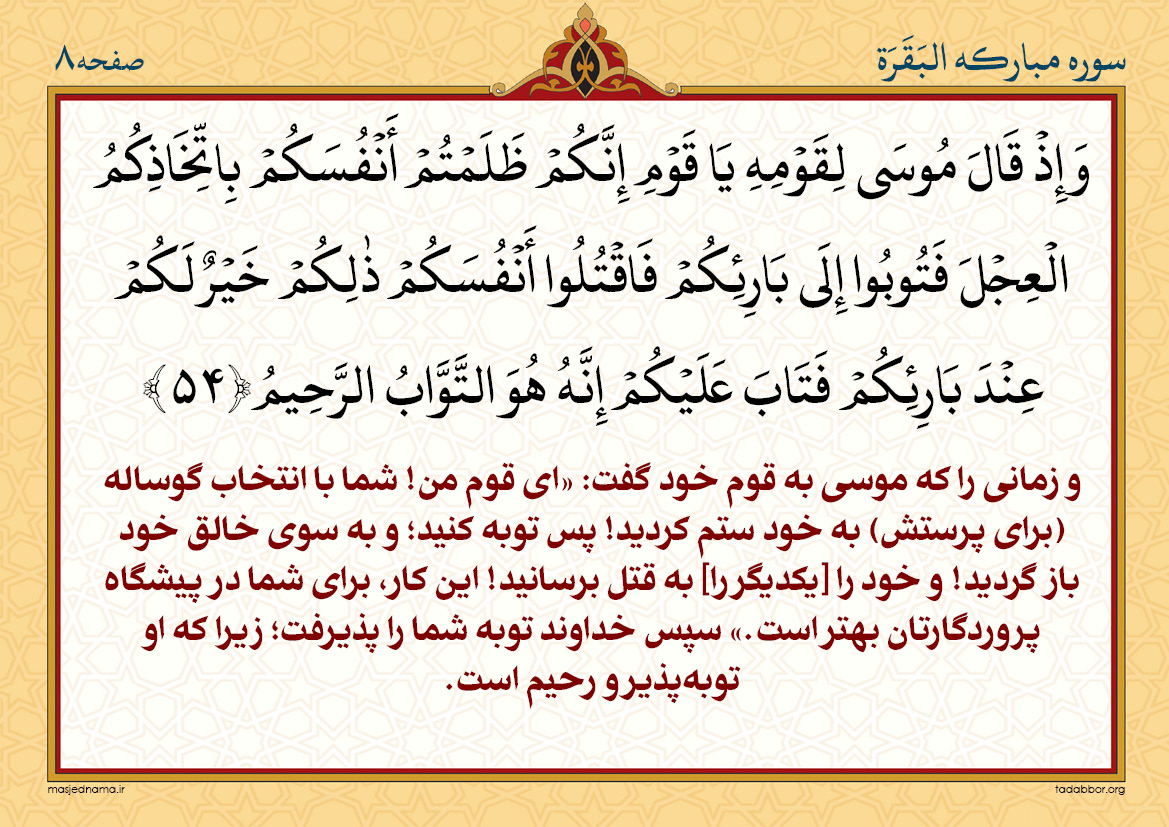 سوره مبارکه البَقَرَة
صفحه۸
وَإِذْ قَالَ مُوسَى لِقَوْمِهِ يَا قَوْمِ إِنَّكُمْ ظَلَمْتُمْ أَنْفُسَكُمْ بِاتِّخَاذِكُمُ
الْعِجْلَ فَتُوبُوا إِلَى بَارِئِكُمْ فَاقْتُلُوا أَنْفُسَكُمْ ذَٰلِكُمْ خَيْرٌ لَكُمْ
عِنْدَ بَارِئِكُمْ فَتَابَ عَلَيْكُمْ إِنَّهُ هُوَ التَّوَّابُ الرَّحِيمُ ﴿۵۴﴾
و زمانی را که موسی به قوم خود گفت: «ای قوم من! شما با انتخاب گوساله
(برای پرستش) به خود ستم کردید! پس توبه کنید؛ و به سوی خالق خود
باز گردید! و خود را [یکدیگر را] به قتل برسانید! این کار، برای شما در پیشگاه
پروردگارتان بهتر است.» سپس خداوند توبه شما را پذیرفت؛ زیرا که او
توبه‌پذیر و رحیم است.
masjednama.ir
tadabbor.org